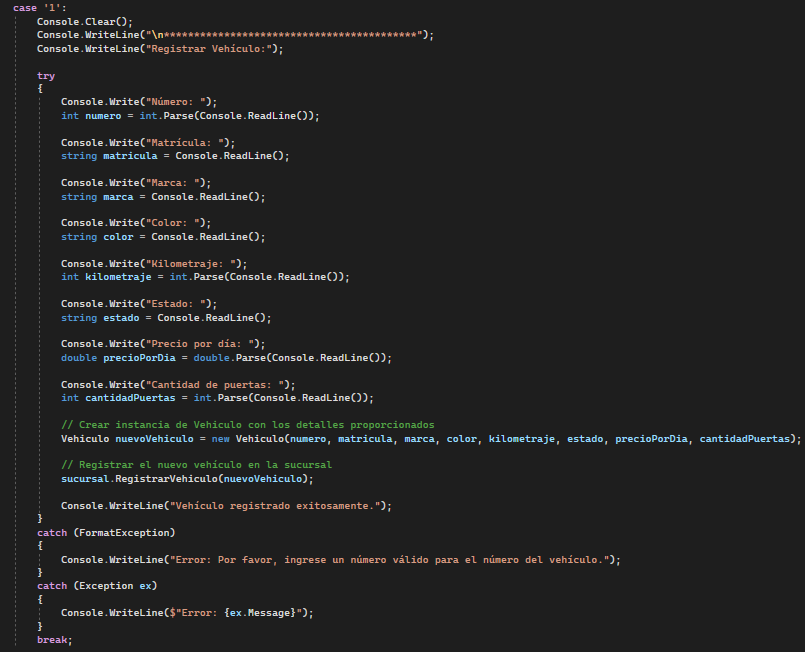 case '1':
Console.Clear();
Console.WriteLine("\n******************************************");
Console.WriteLine("Registrar Vehículo:");
try
{
Console.Write("Número: ");
int numero = int.Parse(Console.ReadLine());
Console.Write("Matrícula: ");
string matricula = Console.ReadLine();
Console.Write("Marca: ");
string marca = Console.ReadLine();
Console.Write("Color: ");
string color = Console.ReadLine();
Console.Write("Kilometraje: ");
int kilometraje = int.Parse(Console.ReadLine());
Console.Write("Estado: ");
string estado = Console.ReadLine();
Console.Write("Precio por día: ");
double precioPorDia = double.Parse(Console.ReadLine());
Console.Write("Cantidad de puertas: ");
int cantidadPuertas = int.Parse(Console.ReadLine());
// Crear instancia de Vehiculo con los detalles proporcionados
Vehiculo nuevoVehiculo = new Vehiculo(numero, matricula, marca, color, kilometraje, estado, precioPorDia, cantidadPuertas);
// Registrar el nuevo vehículo en la sucursal
sucursal.RegistrarVehiculo(nuevoVehiculo);
Console.WriteLine("Vehículo registrado exitosamente.");
}
catch (FormatException)
{
Console.WriteLine("Error: Por favor, ingrese un número válido para el número del vehículo.");
}
catch (Exception ex)
{
Console.WriteLine($"Error: {ex.Message}");
}
break;